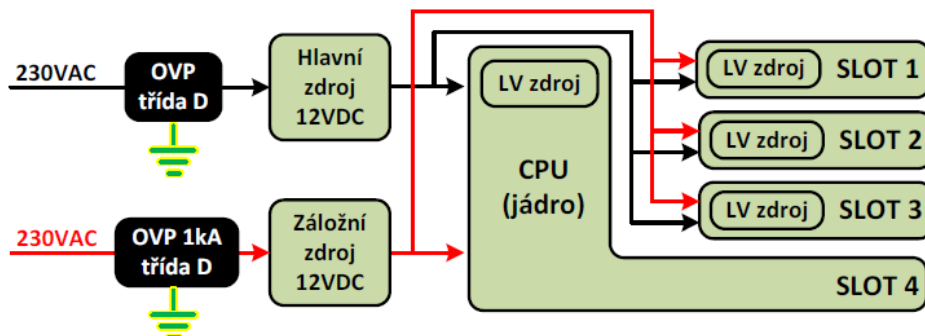 230VAC
OVP
třída D
Hlavní
zdroj
12VDC
LV zdroj
CPU
(jádro)
LV zdroj
SLOT 1
LV zdroj
SLOT 2
LV zdroj
SLOT 3
230VAC
OVP 1kA
třída D
Záložní
zdroj
12VDC
SLOT 4